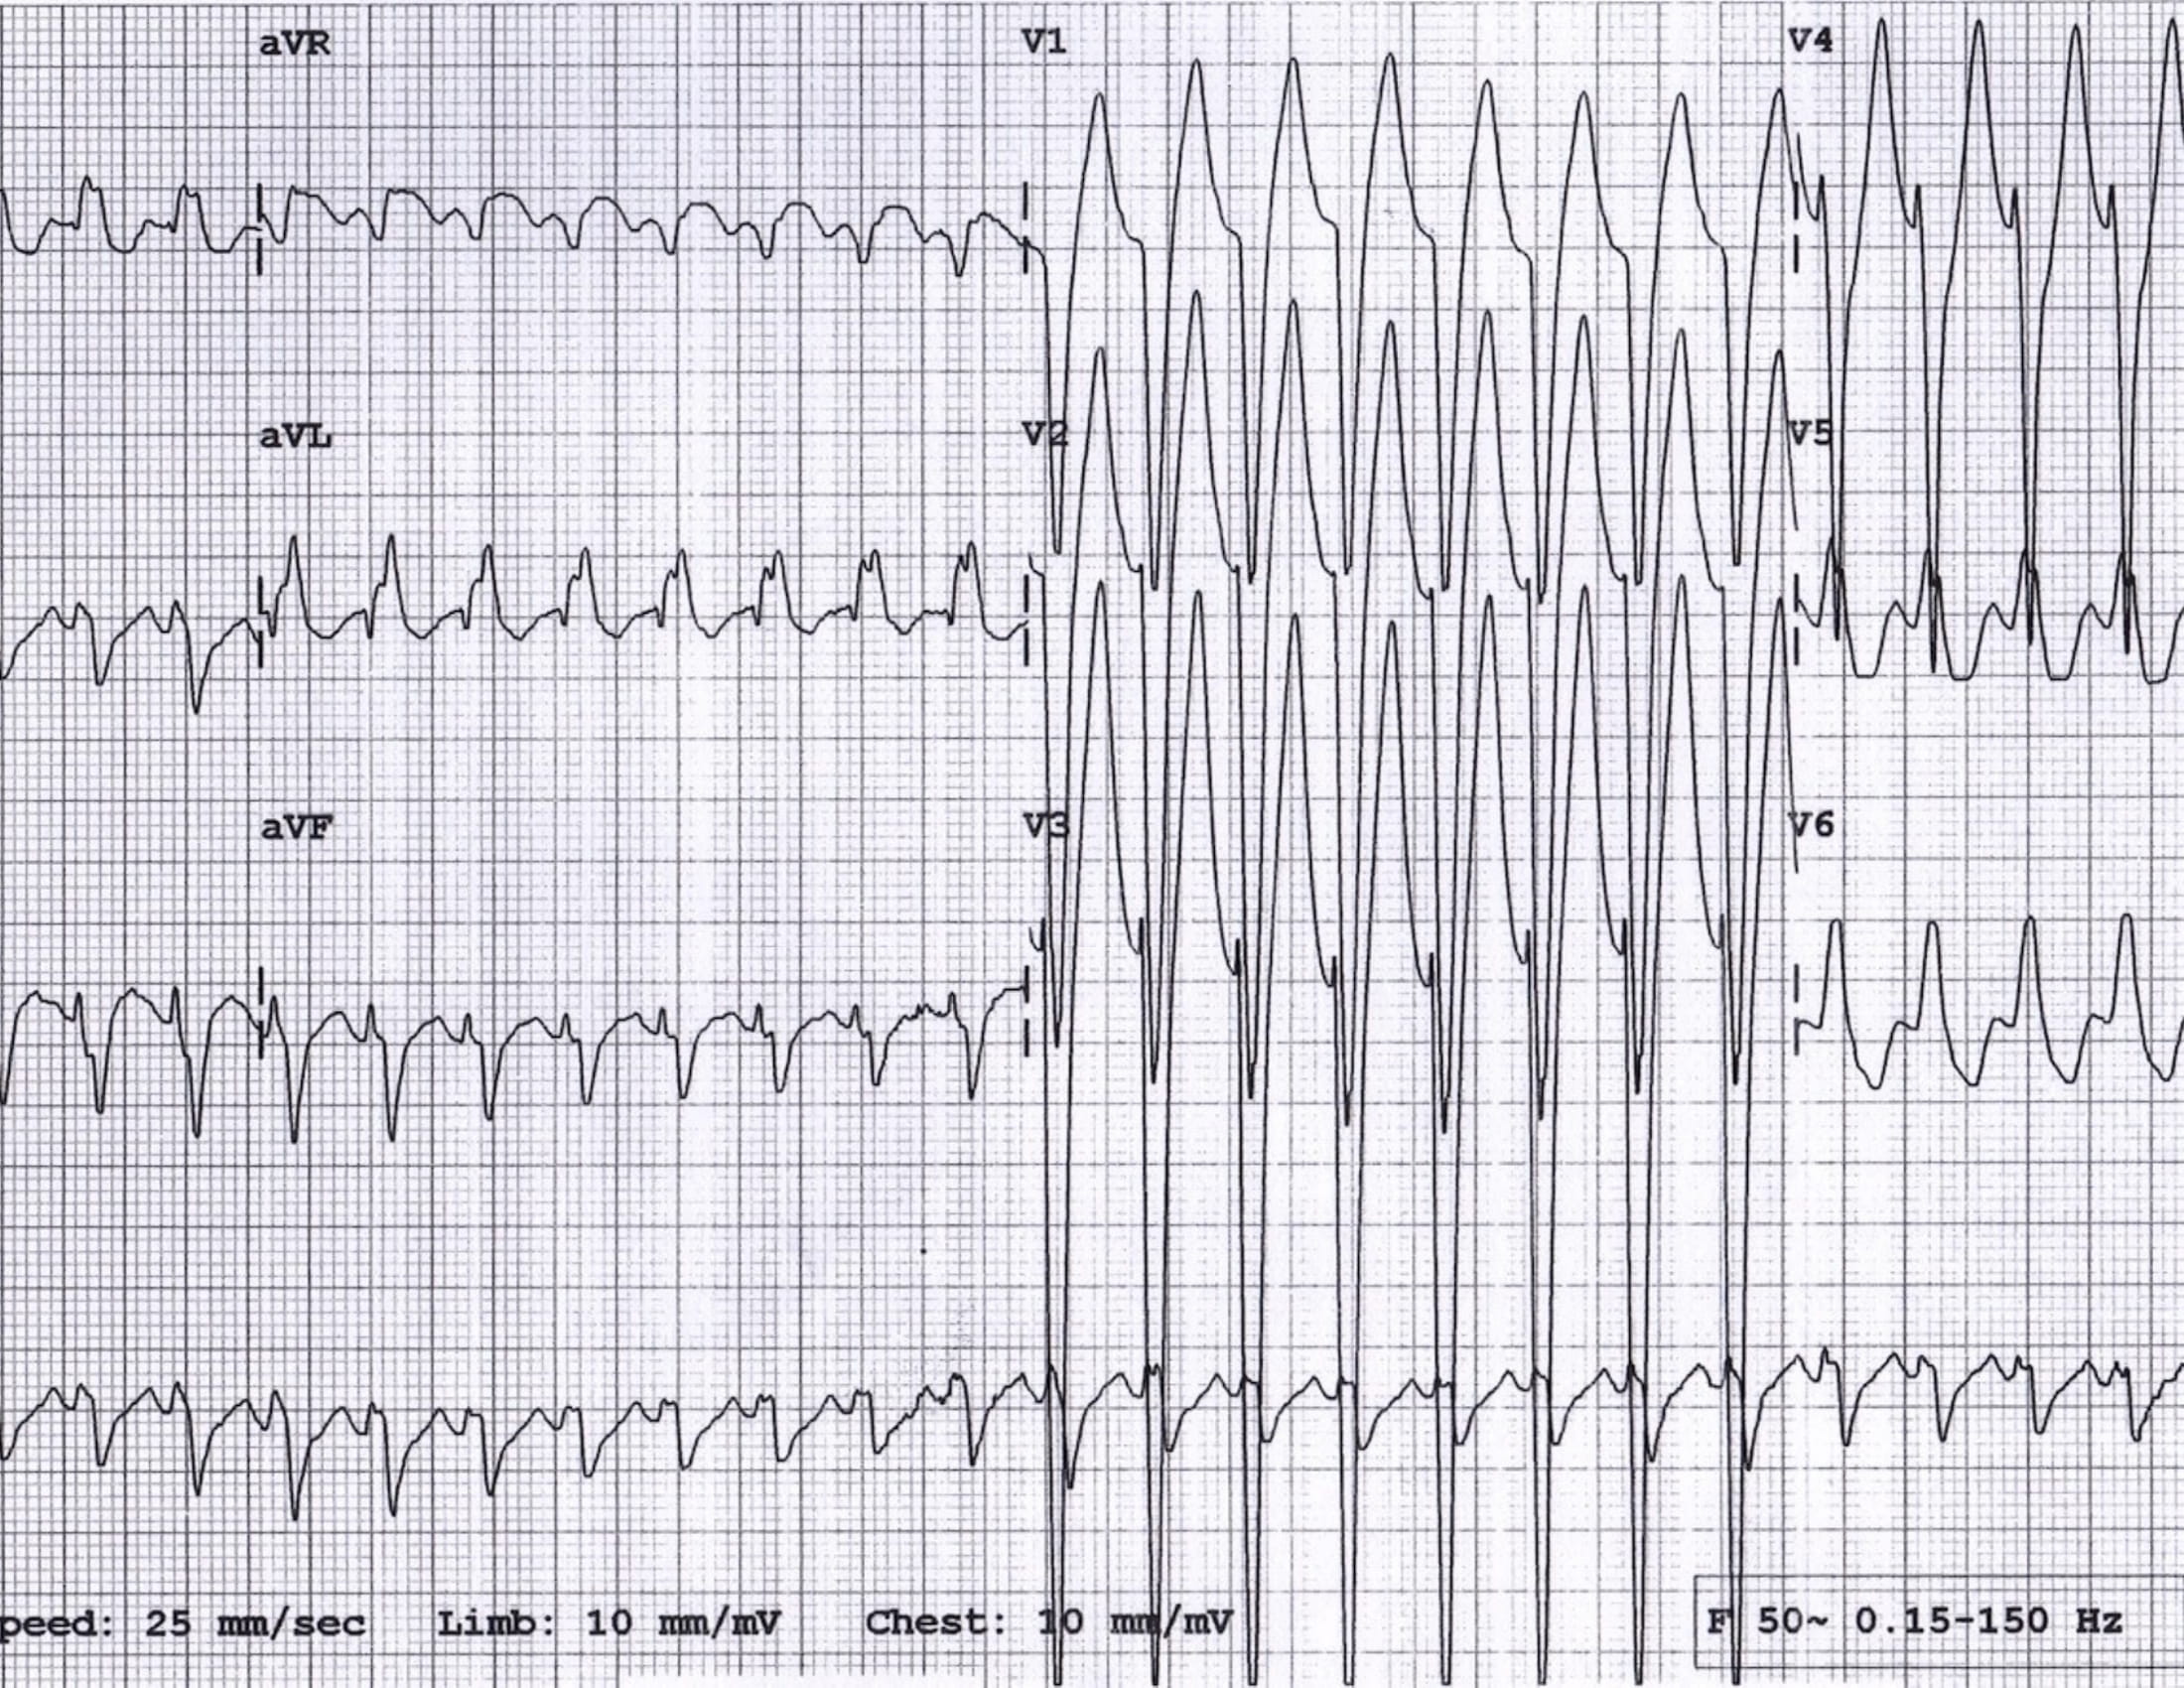 aVR V1 V4
aVL V2 V5
aVF V3 V6
peed: 25 mm/sec Limb: 10 mm/mV Chest: 10 mm/mV F 50~ 0.15-150 Hz